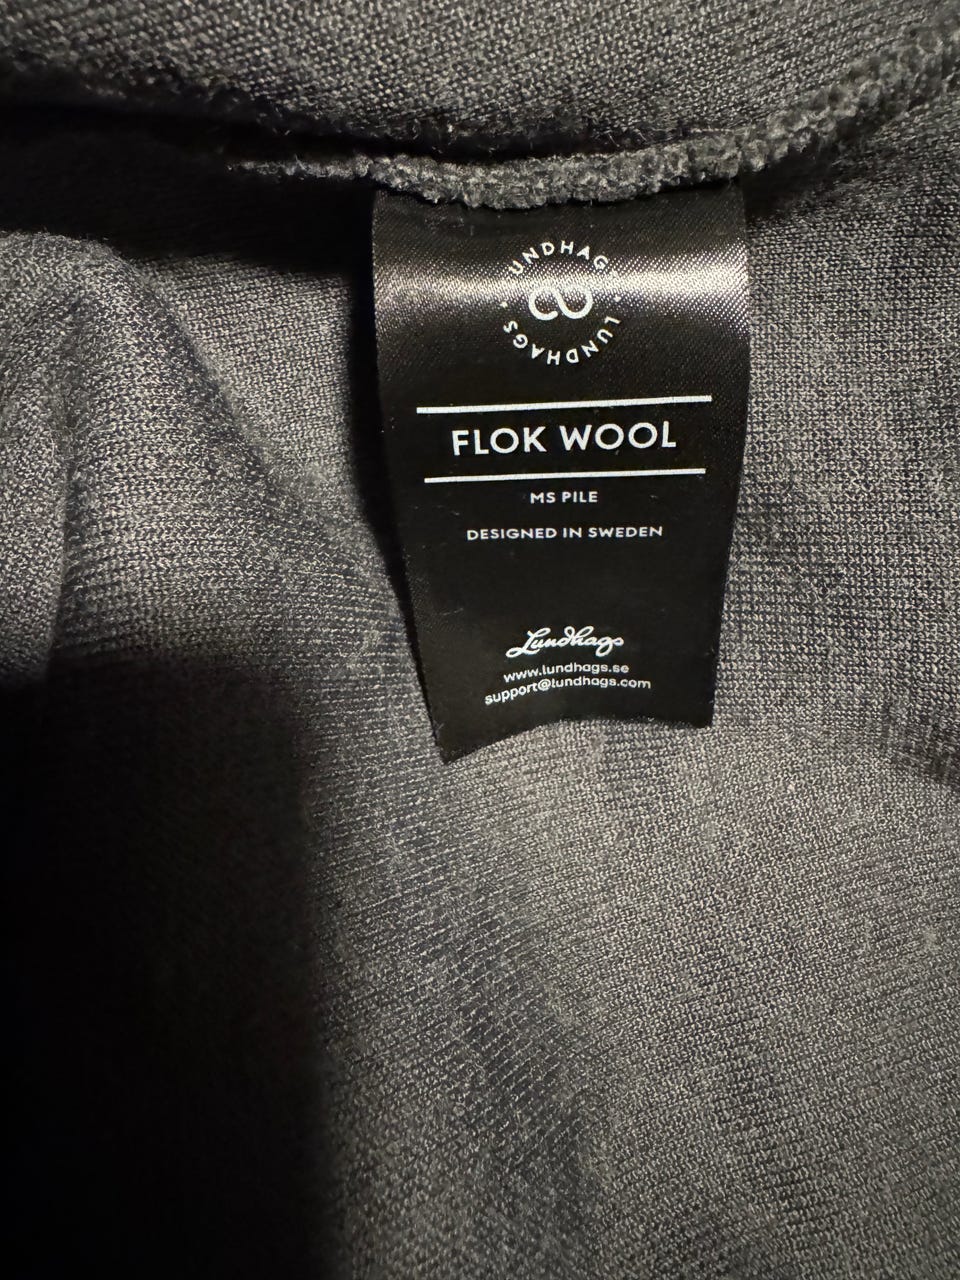 LUNDHAGS · LUNDHAGS ·
FLOK WOOL
MS PILE
DESIGNED IN SWEDEN
Lundhags
www.lundhags.se
support@lundhags.com